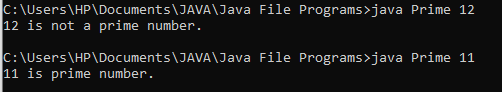 C:\Users\HP\Documents\JAVA\Java File Programs>java Prime 12
12 is not a prime number.
C:\Users\HP\Documents\JAVA\Java File Programs>java Prime 11
11 is prime number.